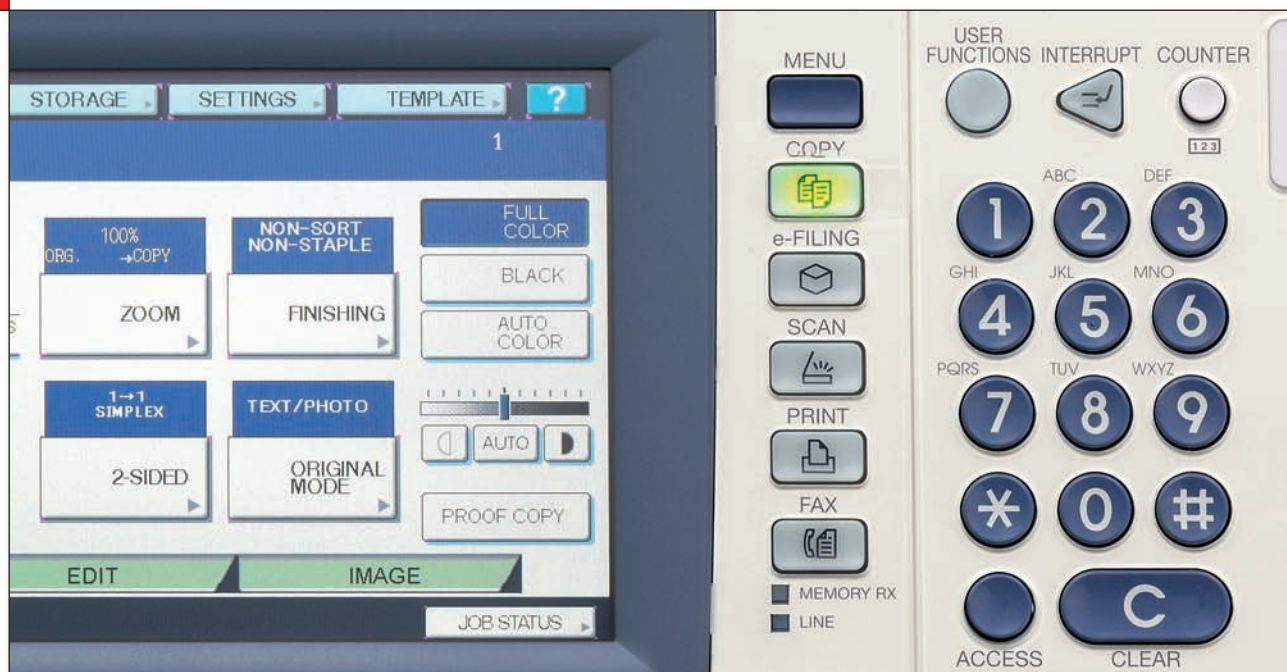 STORAGE
SETTINGS
TEMPLATE
?
1
100%
ORG. →COPY
ZOOM
NON-SORT
NON-STAPLE
FINISHING
FULL
COLOR
BLACK
AUTO
COLOR
1→1
SIMPLEX
2-SIDED
TEXT/PHOTO
ORIGINAL
MODE
AUTO
PROOF COPY
EDIT
IMAGE
JOB STATUS
MENU
COPY
e-FILING
SCAN
PRINT
FAX
MEMORY RX
LINE
USER
FUNCTIONS
INTERRUPT
COUNTER
123
1
ABC
2
DEF
3
GHI
4
JKL
5
MNO
6
PQRS
7
TUV
8
WXYZ
9
*
0
#
ACCESS
C
CLEAR